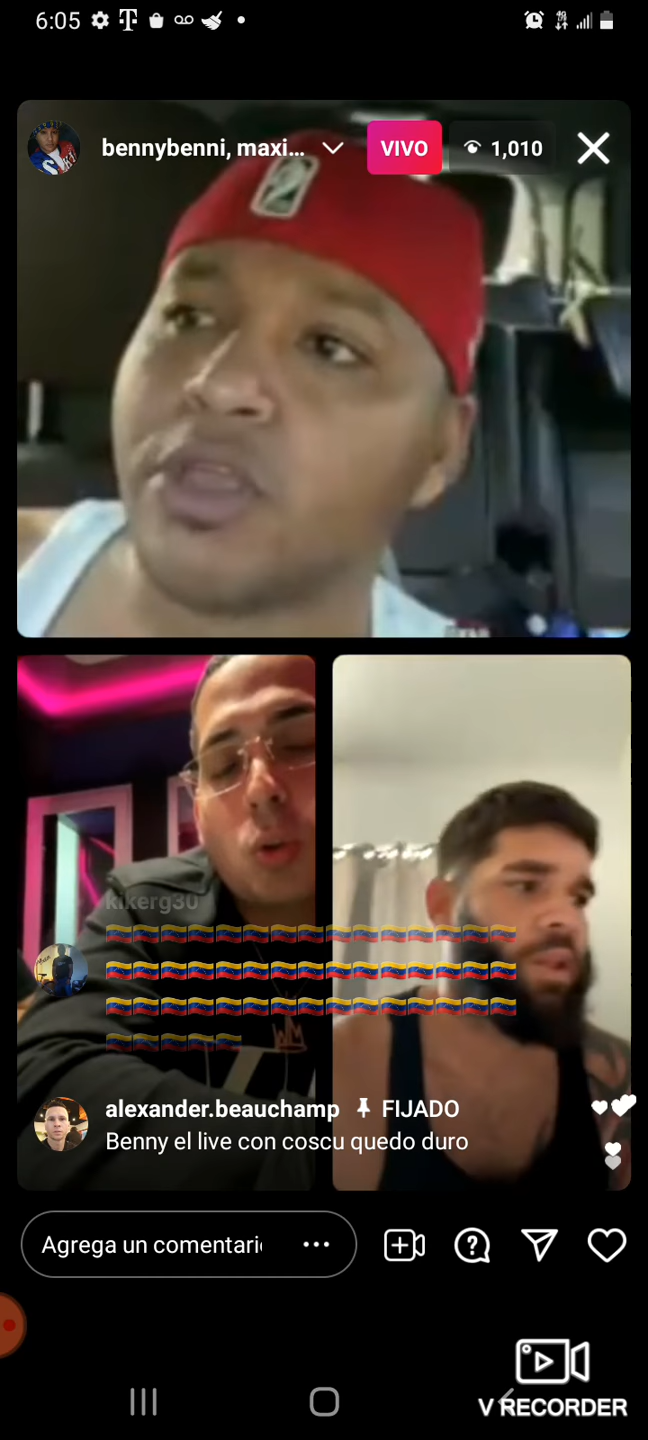 6:05
bennybenni, maxi...
VIVO
1,010
kikerg30
alexander.beauchamp FIJADO
Benny el live con coscu quedo duro
Agrega un comentari
V RECORDER